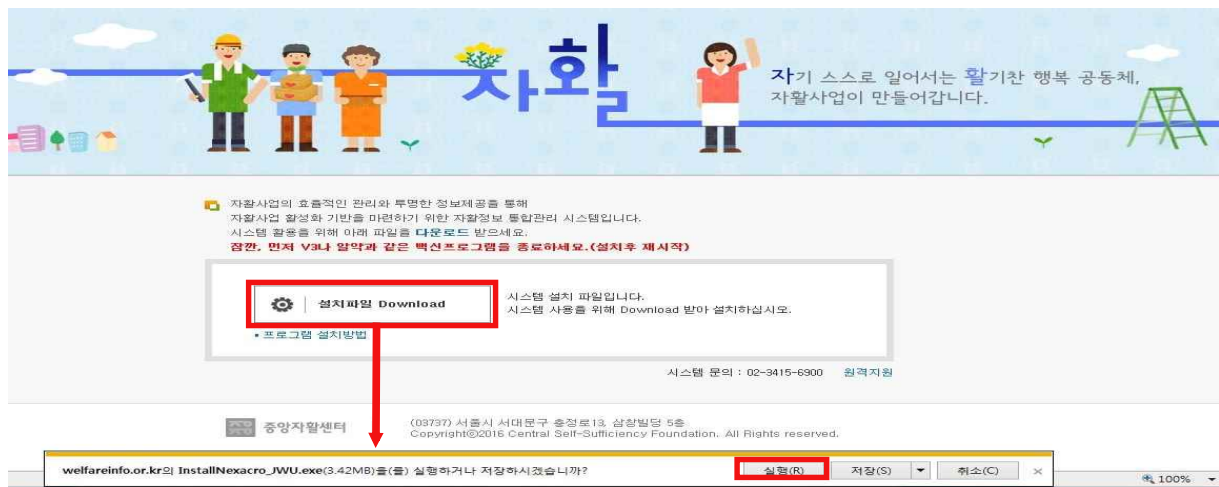 자활
자기 스스로 일어서는 활기찬 행복 공동체,
자활사업이 만들어갑니다.
자활사업의 효율적인 관리와 투명한 정보제공을 통해
자활사업 활성화 기반을 마련하기 위한 자활정보 통합관리 시스템입니다.
시스템 활용을 위해 아래 파일을 다운로드 받으세요.
잠깐, 먼저 V3나 알약과 같은 백신프로그램을 종료하세요.(설치후 재시작)
설치파일 Download
시스템 설치 파일입니다.
시스템 사용을 위해 Download 받아 설치하십시오.
• 프로그램 설치방법
시스템 문의 : 02-3415-6900 원격지원
중앙자활센터
(03737) 서울시 서대문구 충정로13, 삼창빌딩 5층
Copyright©2016 Central Self-Sufficiency Foundation. All Rights reserved.
welfareinfo.or.kr의 InstallNexacro_JWU.exe(3.42MB)을(를) 실행하거나 저장하시겠습니까? 실행(R) 저장(S) 취소(C) ×
100%